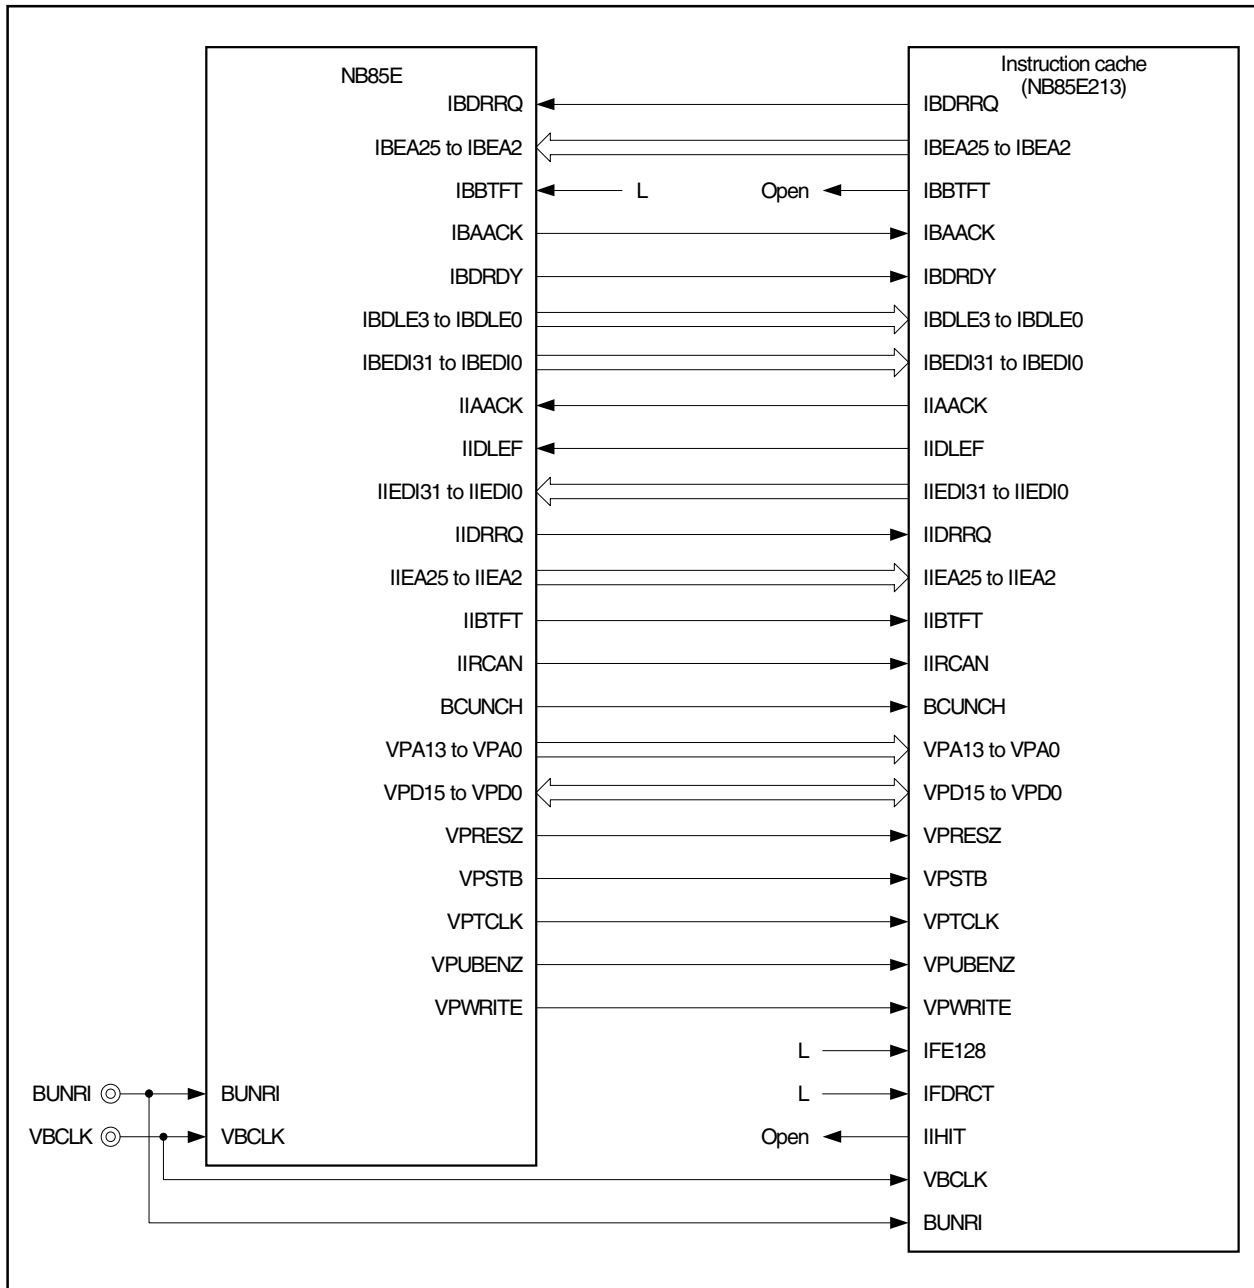 NB85E
Instruction cache
(NB85E213)
IBDRRQ IBDRRQ
IBEA25 to IBEA2 IBEA25 to IBEA2
IBBTFT L Open IBBTFT
IBAACK IBAACK
IBDRDY IBDRDY
IBDLE3 to IBDLE0 IBDLE3 to IBDLE0
IBEDI31 to IBEDI0 IBEDI31 to IBEDI0
IIAACK IIAACK
IIDLEF IIDLEF
IIEDI31 to IIEDI0 IIEDI31 to IIEDI0
IIDRRQ IIDRRQ
IIEA25 to IIEA2 IIEA25 to IIEA2
IIBTFT IIBTFT
IIRCAN IIRCAN
BCUNCH BCUNCH
VPA13 to VPA0 VPA13 to VPA0
VPD15 to VPD0 VPD15 to VPD0
VPRESZ VPRESZ
VPSTB VPSTB
VPTCLK VPTCLK
VPUBENZ VPUBENZ
VPWRITE VPWRITE
L IFE128
BUNRI BUNRI L IFDRCT
VBCLK VBCLK Open IIHIT
VBCLK
BUNRI